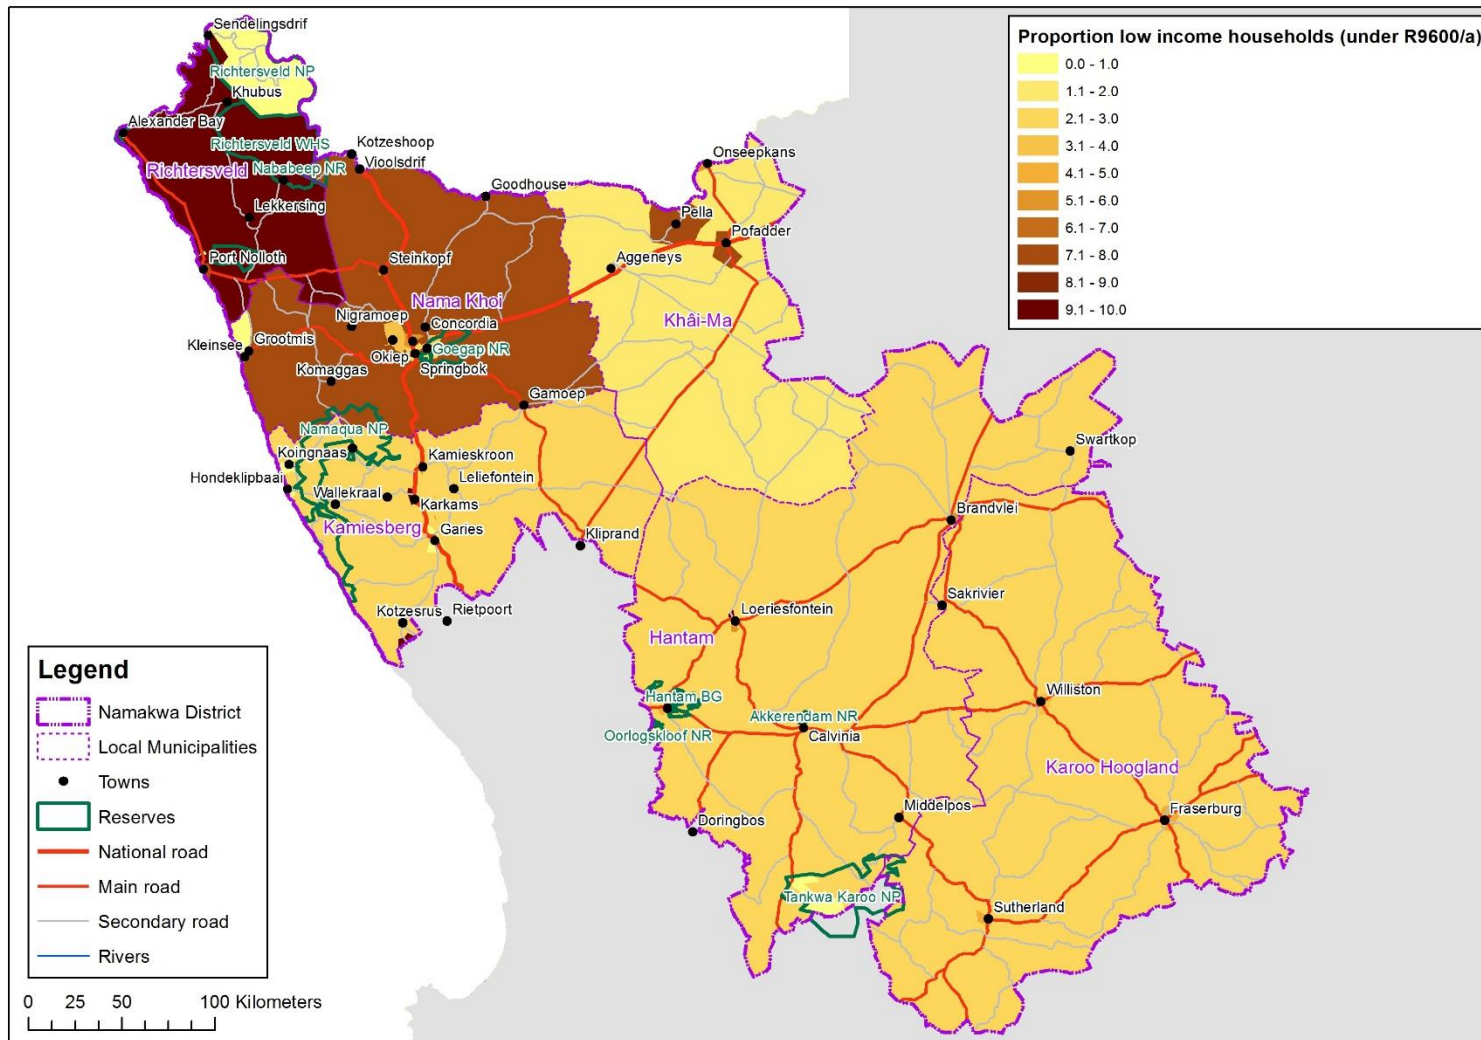 Sendelingsdrif
Proportion low income households (under R9600/a)
0.0 - 1.0
1.1 - 2.0
2.1 - 3.0
3.1 - 4.0
4.1 - 5.0
5.1 - 6.0
6.1 - 7.0
7.1 - 8.0
8.1 - 9.0
9.1 - 10.0
Richtersveld NP
Khubus
Alexander Bay
Richtersveld WHS
Kotzeshoop
Richtersveld
Nababeep NR
Vioolsdrif
Onseepkans
Goodhouse
Lekkersing
Pella
Pofadder
Port Nolloth
Steinkopf
Aggeneys
Nama Khoi
Khâi-Ma
Nigramoep
Concordia
Kleinsee
Grootmis
Okiep
Goegap NR
Springbok
Komaggas
Gamoep
Namaqua NP
Swartkop
Koingnaas
Kamieskroon
Hondeklipbaai
Leliefontein
Wallekraal
Karkams
Brandvlei
Kamiesberg
Garies
Kliprand
Sakrivier
Kotzesrus
Rietpoort
Loeriesfontein
Hantam
Williston
Hantam BG
Akkerendam NR
Oorlogskloof NR
Calvinia
Karoo Hoogland
Middelpos
Fraserburg
Doringbos
Tankwa Karoo NP
Sutherland
Legend
Namakwa District
Local Municipalities
Towns
Reserves
National road
Main road
Secondary road
Rivers
0 25 50 100 Kilometers